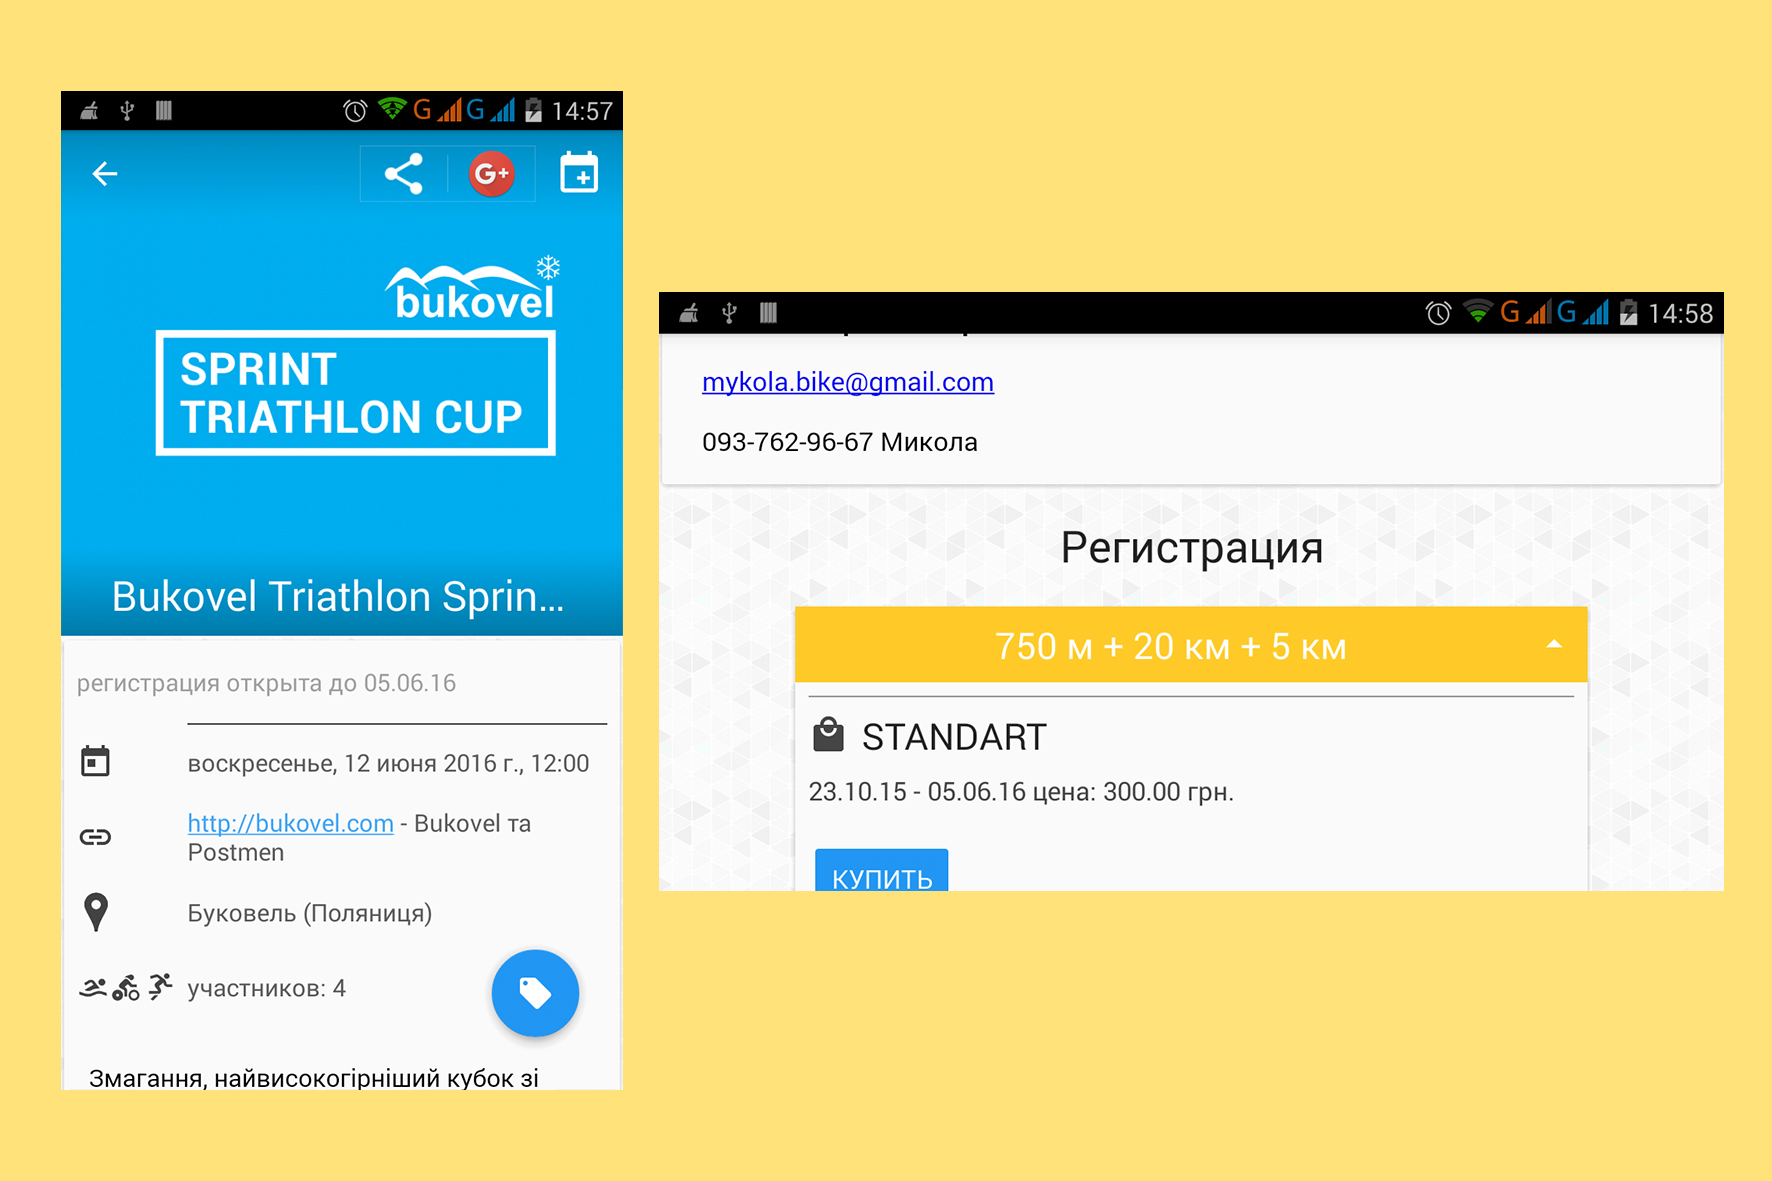 14:57
G+
bukovel
SPRINT
TRIATHLON CUP
Bukovel Triathlon Sprin...
регистрация открыта до 05.06.16
воскресенье, 12 июня 2016 г., 12:00
http://bukovel.com - Bukovel та
Postmen
Буковель (Поляниця)
участников: 4
Змагання, найвисокогірніший кубок зі
G G 14:58
mykola.bike@gmail.com
093-762-96-67 Микола
Регистрация
750 м + 20 км + 5 км
STANDART
23.10.15 - 05.06.16 цена: 300.00 грн.
КУПИТЬ